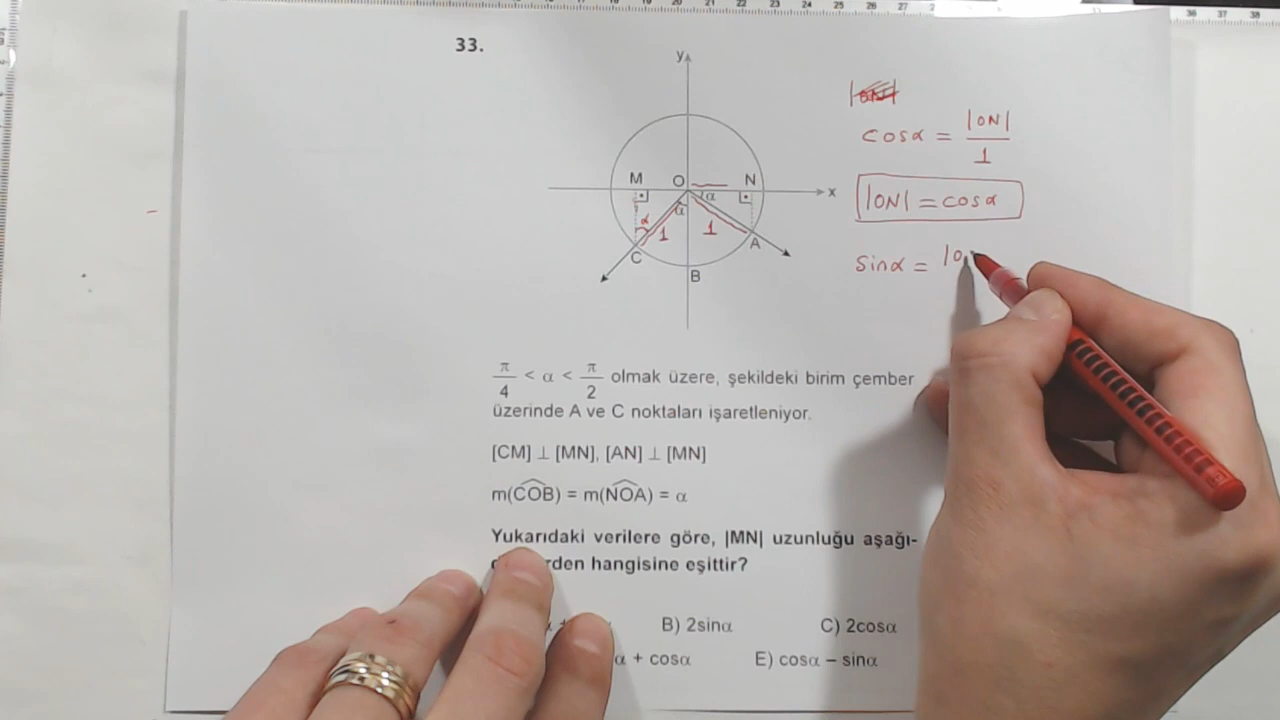 33.
y
|ON|
cosα = |ON| / 1
M O N x
α
|ON| = cosα
α α
1 1
C A
sinα = |O
B
π/4 < α < π/2 olmak üzere, şekildeki birim çember
üzerinde A ve C noktaları işaretleniyor.
[CM] ⊥ [MN], [AN] ⊥ [MN]
m(COB) = m(NOA) = α
Yukarıdaki verilere göre, |MN| uzunluğu aşağı-
hangisine eşittir?
B) 2sinα C) 2cosα
α + cosα E) cosα – sinα